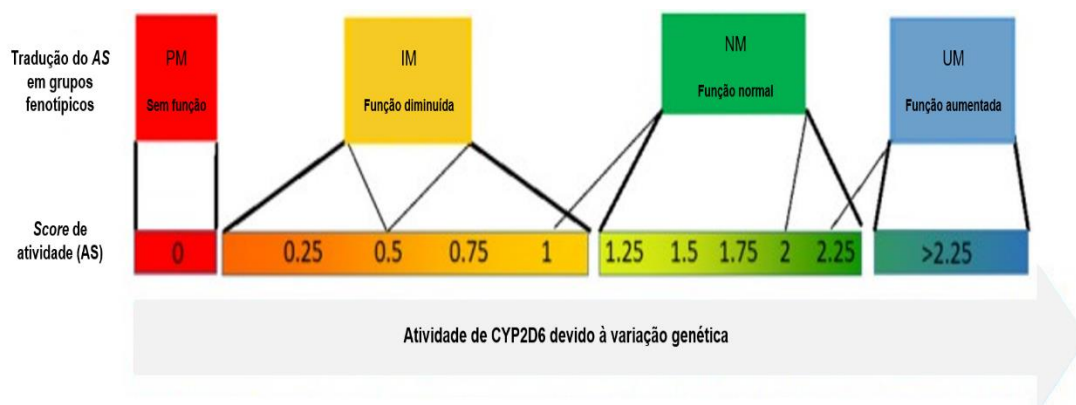 Tradução do AS
em grupos
fenotípicos
PM
Sem função
IM
Função diminuída
NM
Função normal
UM
Função aumentada
Score de
atividade (AS)
0
0.25 0.5 0.75 1
1.25 1.5 1.75 2 2.25
>2.25
Atividade de CYP2D6 devido à variação genética